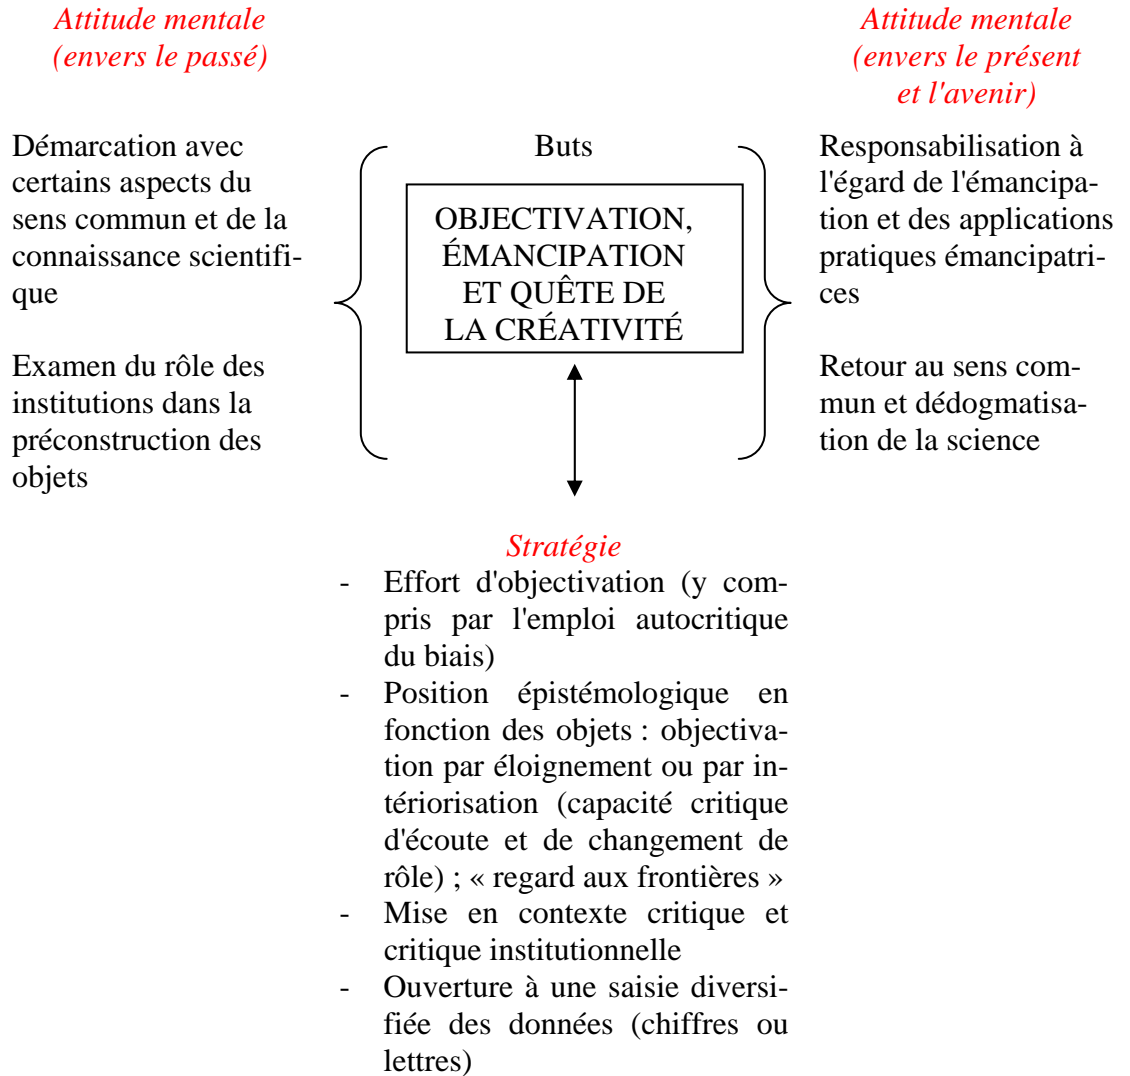 Attitude mentale
(envers le passé)
Démarcation avec
certains aspects du
sens commun et de la
connaissance scientifi-
que
Examen du rôle des
institutions dans la
préconstruction des
objets
Buts
OBJECTIVATION,
ÉMANCIPATION
ET QUÊTE DE
LA CRÉATIVITÉ
Attitude mentale
(envers le présent
et l'avenir)
Responsabilisation à
l'égard de l'émancipa-
tion et des applications
pratiques émancipatri-
ces
Retour au sens com-
mun et dédogmatisa-
tion de la science
Stratégie
- Effort d'objectivation (y com-
pris par l'emploi autocritique
du biais)
- Position épistémologique en
fonction des objets : objectiva-
tion par éloignement ou par in-
tériorisation (capacité critique
d'écoute et de changement de
rôle) ; « regard aux frontières »
- Mise en contexte critique et
critique institutionnelle
- Ouverture à une saisie diversi-
fiée des données (chiffres ou
lettres)